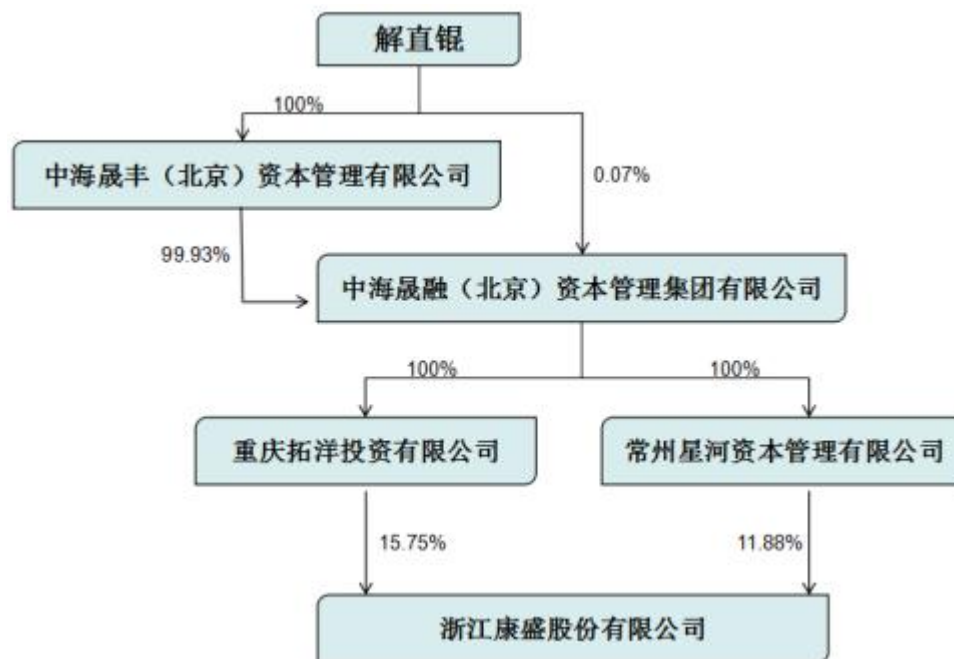 解直锟
100%
中海晟丰（北京）资本管理有限公司
0.07%
99.93%
中海晟融（北京）资本管理集团有限公司
100%
100%
重庆拓洋投资有限公司
常州星河资本管理有限公司
15.75%
11.88%
浙江康盛股份有限公司